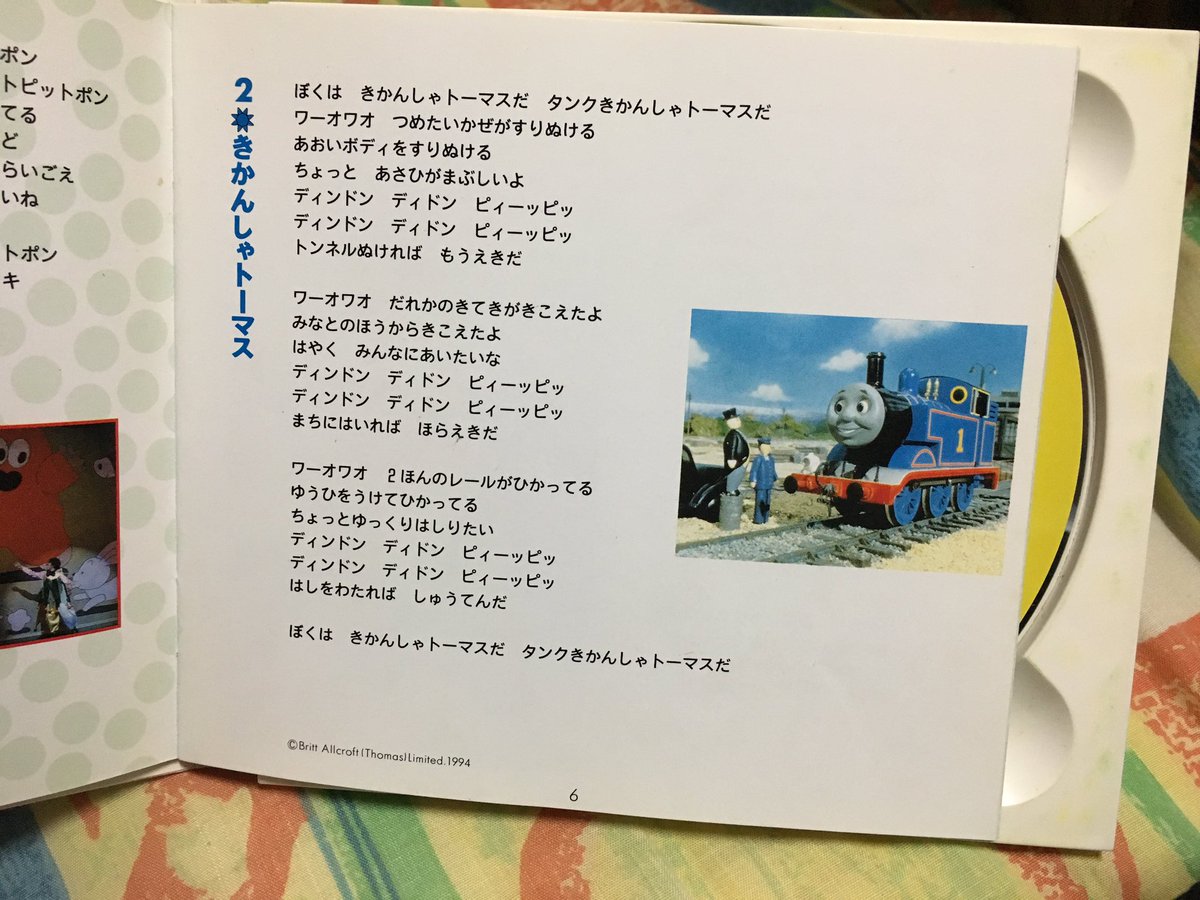 ポン
トピットポン
てる
ど
らいごえ
いね
トポン
キ
2✹きかんしゃトーマス
ぼくは　きかんしゃトーマスだ　タンクきかんしゃトーマスだ
ワーオワオ　つめたいかぜがすりぬける
あおいボディをすりぬける
ちょっと　あさひがまぶしいよ
ディンドン　ディドン　ピィーッピッ
ディンドン　ディドン　ピィーッピッ
トンネルぬければ　もうえきだ
ワーオワオ　だれかのきてきがきこえたよ
みなとのほうからきこえたよ
はやく　みんなにあいたいな
ディンドン　ディドン　ピィーッピッ
ディンドン　ディドン　ピィーッピッ
まちにはいれば　ほらえきだ
ワーオワオ　2ほんのレールがひかってる
ゆうひをうけてひかってる
ちょっとゆっくりはしりたい
ディンドン　ディドン　ピィーッピッ
ディンドン　ディドン　ピィーッピッ
はしをわたれば　しゅうてんだ
ぼくは　きかんしゃトーマスだ　タンクきかんしゃトーマスだ
1
©Britt Allcroft(Thomas)Limited.1994
6